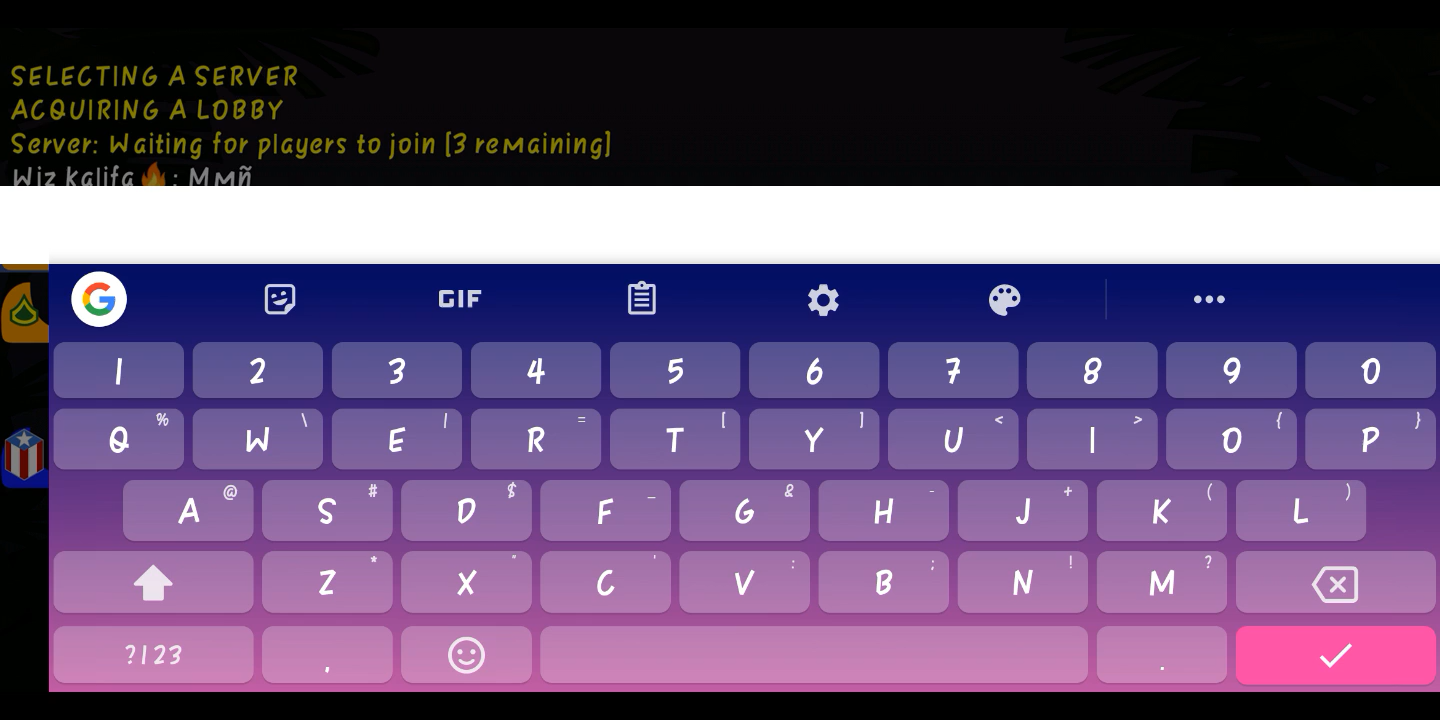 SELECTING A SERVER
ACQUIRING A LOBBY
Server: Waiting for players to join [3 remaining]
Wiz kalifa🔥: Mmñ
G GIF
1 2 3 4 5 6 7 8 9 0
% \ | = [ ] < > { }
Q W E R T Y U I O P
@ # $ _ & - + ( )
A S D F G H J K L
* " ' : ; ! ?
Z X C V B N M
?123 , .